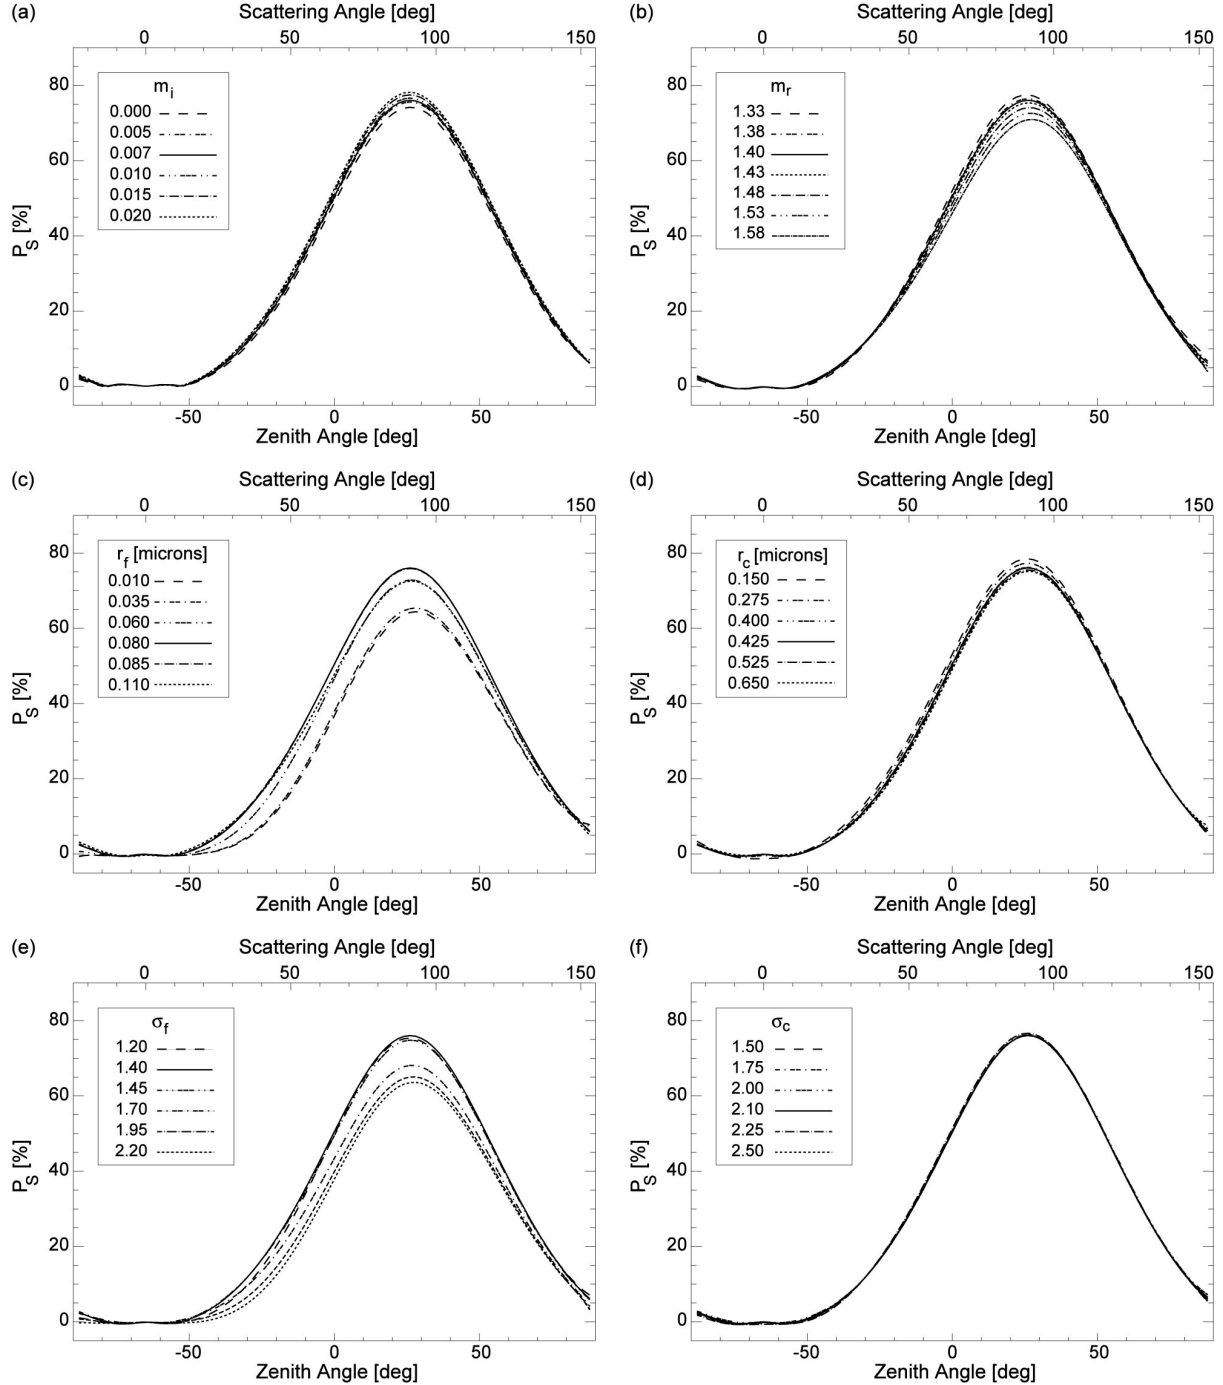 (a)
Scattering Angle [deg]
0 50 100 150
80
60
40
20
0
P_S [%]
m_i
0.000
0.005
0.007
0.010
0.015
0.020
-50 0 50
Zenith Angle [deg]
(b)
Scattering Angle [deg]
0 50 100 150
80
60
40
20
0
P_S [%]
m_r
1.33
1.38
1.40
1.43
1.48
1.53
1.58
-50 0 50
Zenith Angle [deg]
(c)
Scattering Angle [deg]
0 50 100 150
80
60
40
20
0
P_S [%]
r_f [microns]
0.010
0.035
0.060
0.080
0.085
0.110
-50 0 50
Zenith Angle [deg]
(d)
Scattering Angle [deg]
0 50 100 150
80
60
40
20
0
P_S [%]
r_c [microns]
0.150
0.275
0.400
0.425
0.525
0.650
-50 0 50
Zenith Angle [deg]
(e)
Scattering Angle [deg]
0 50 100 150
80
60
40
20
0
P_S [%]
σ_f
1.20
1.40
1.45
1.70
1.95
2.20
-50 0 50
Zenith Angle [deg]
(f)
Scattering Angle [deg]
0 50 100 150
80
60
40
20
0
P_S [%]
σ_c
1.50
1.75
2.00
2.10
2.25
2.50
-50 0 50
Zenith Angle [deg]